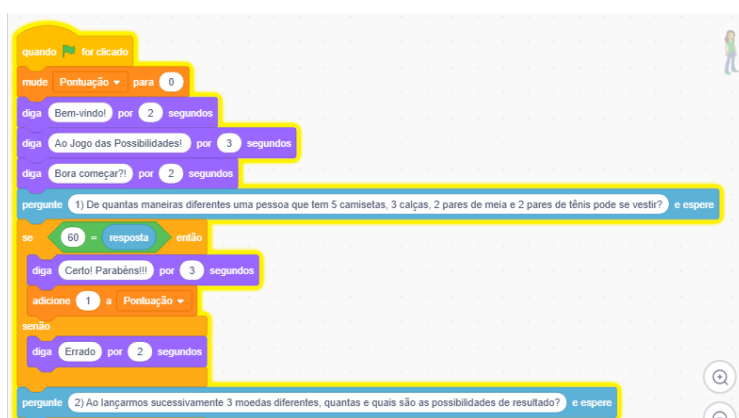 quando for clicado
mude Pontuação para 0
diga Bem-vindo! por 2 segundos
diga Ao Jogo das Possibilidades! por 3 segundos
diga Bora começar?! por 2 segundos
pergunte 1) De quantas maneiras diferentes uma pessoa que tem 5 camisetas, 3 calças, 2 pares de meia e 2 pares de tênis pode se vestir? e espere
se 60 = resposta então
diga Certo! Parabéns!!! por 3 segundos
adicione 1 a Pontuação
senão
diga Errado por 2 segundos
pergunte 2) Ao lançarmos sucessivamente 3 moedas diferentes, quantas e quais são as possibilidades de resultado? e espere